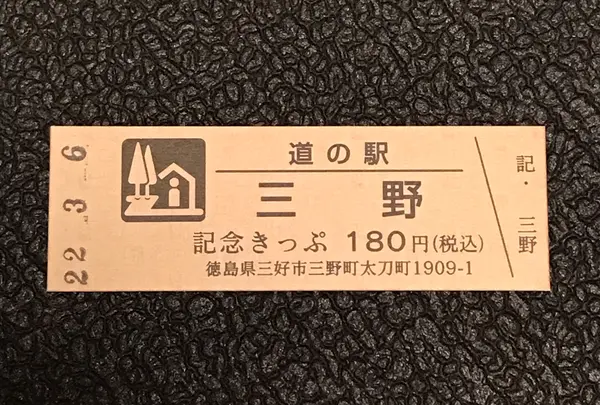 22. 3. 6
道の駅
三野
記念きっぷ 180円(税込)
徳島県三好市三野町太刀町1909-1
記・三野